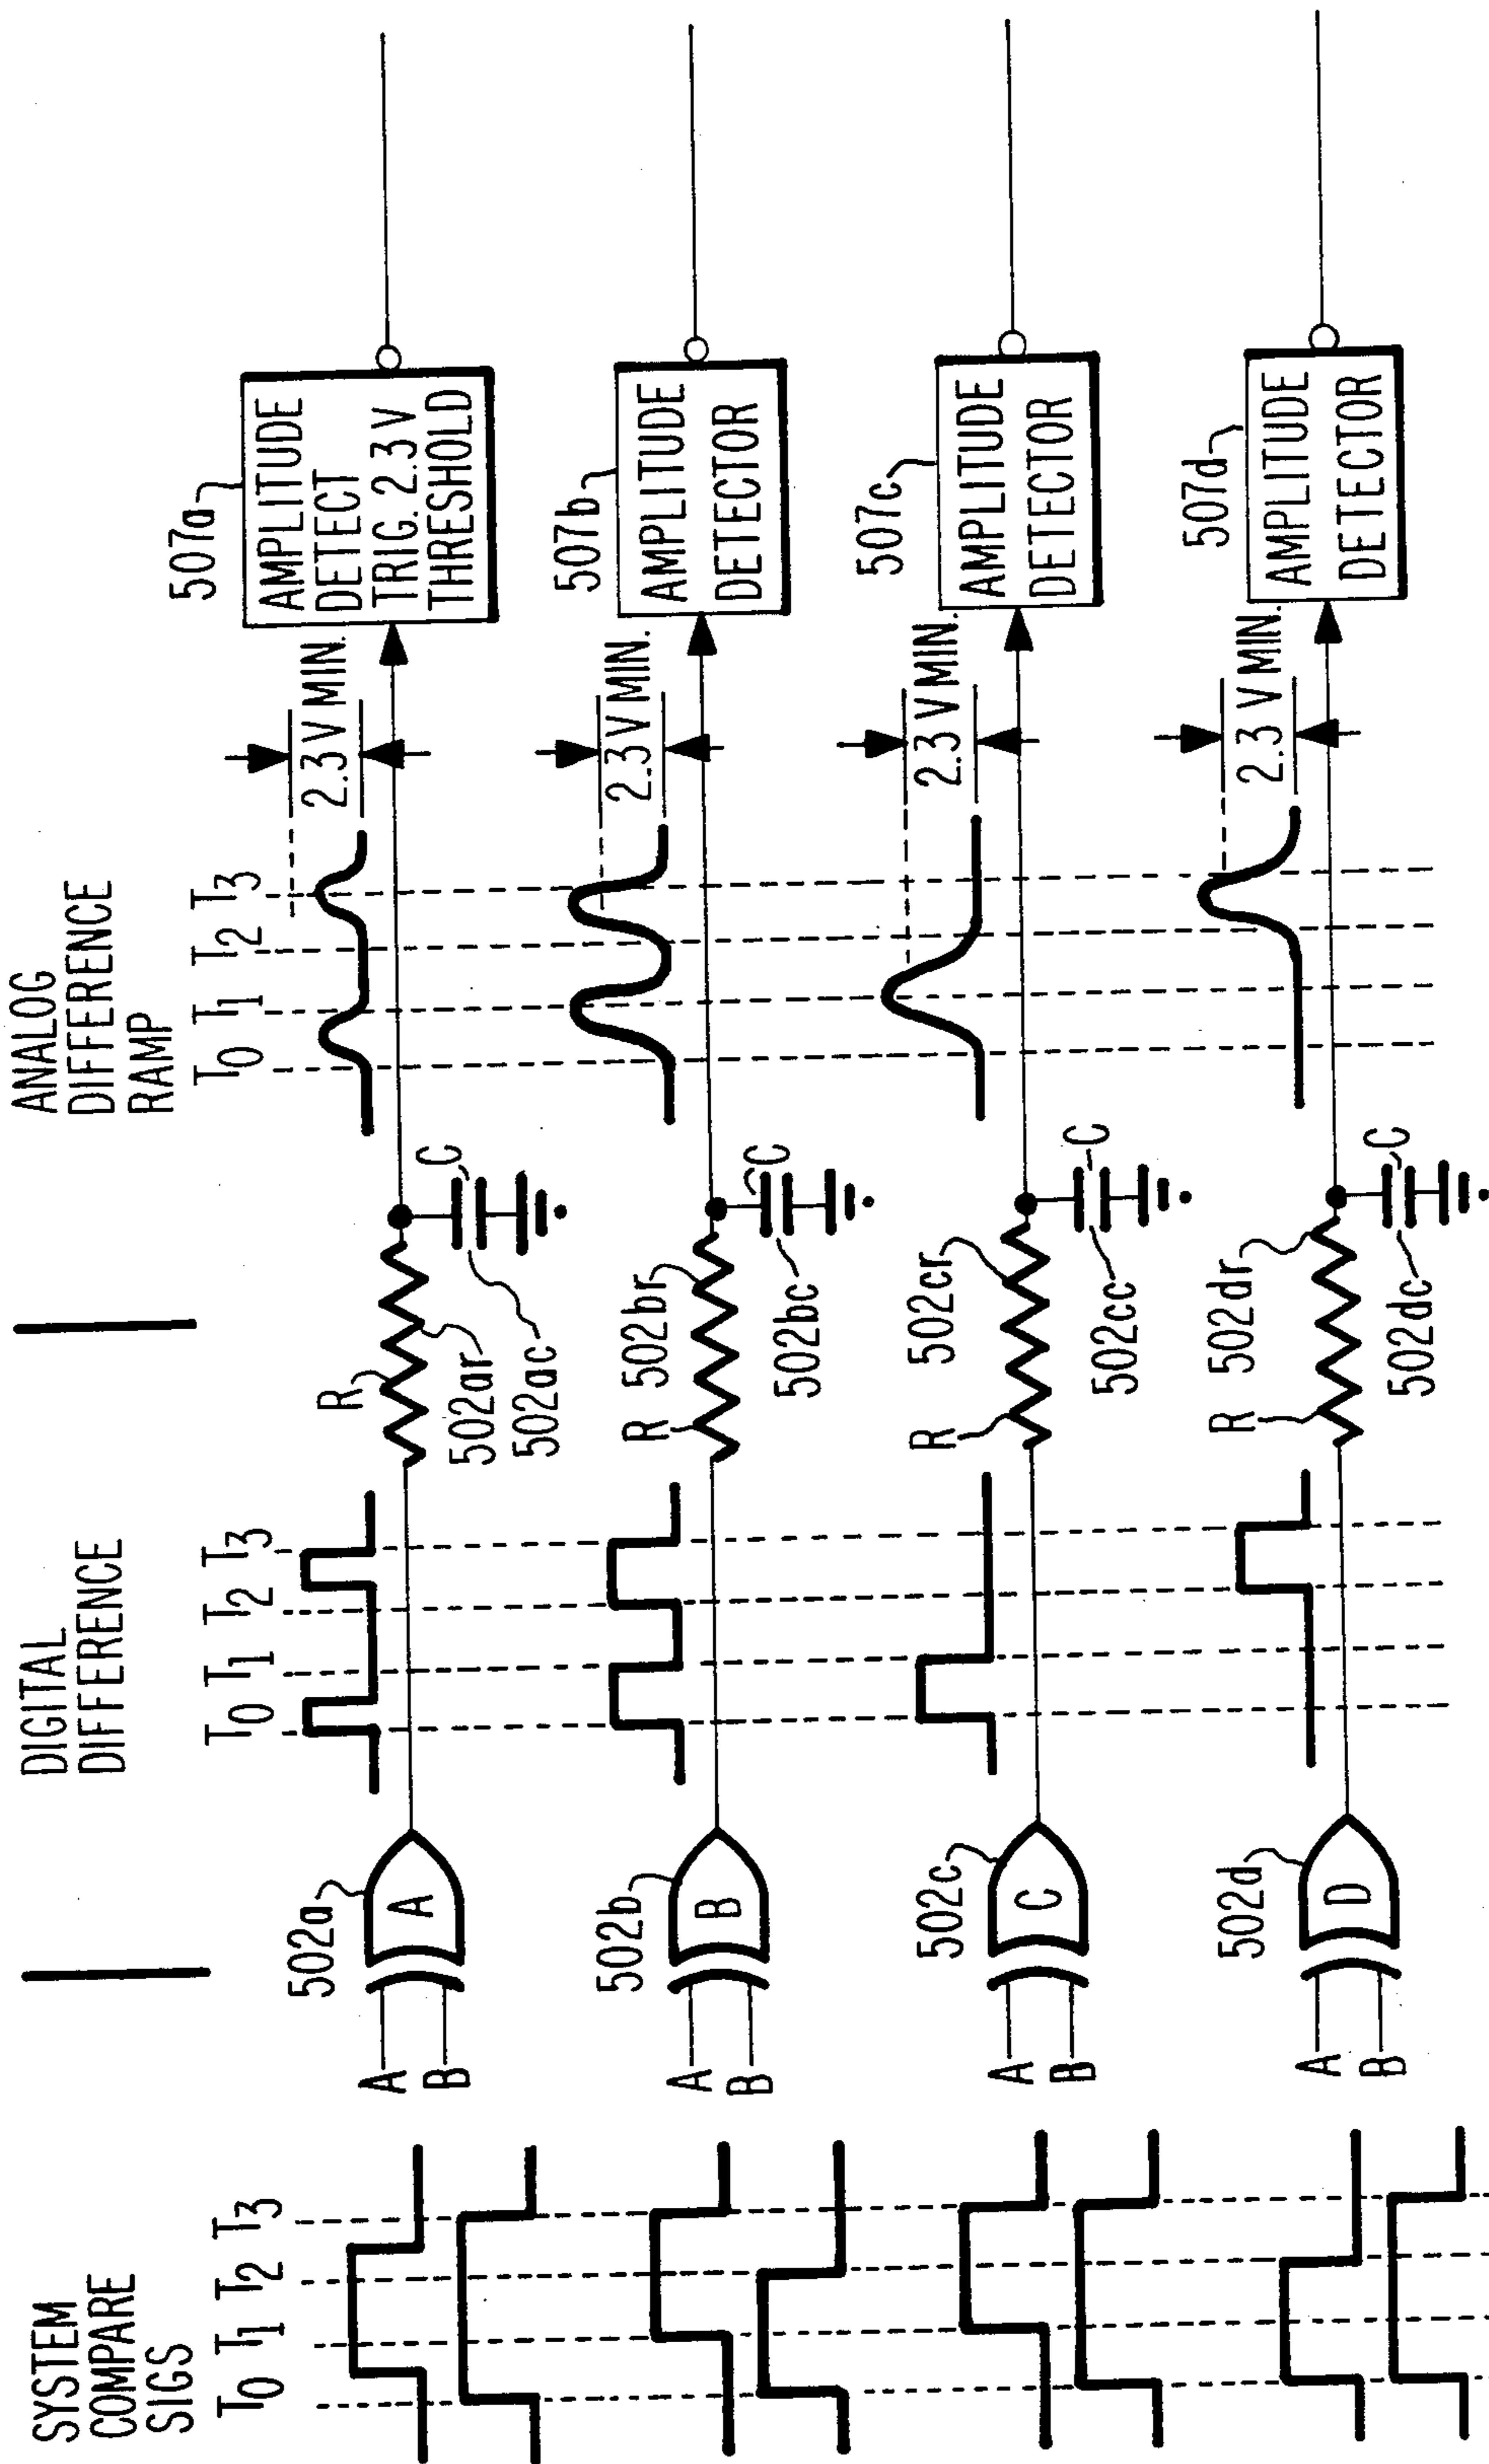 SYSTEM
COMPARE
SIGS
T0 T1 T2 T3
DIGITAL
DIFFERENCE
T0 T1 T2 T3
ANALOG
DIFFERENCE
RAMP
T0 T1 T2 T3
A
B
502a
A
R
502ar
502ac
C
2.3 V MIN.
507a
AMPLITUDE
DETECT
TRIG. 2.3 V
THRESHOLD
A
B
502b
B
R
502br
502bc
C
2.3 V MIN.
507b
AMPLITUDE
DETECTOR
A
B
502c
C
R
502cr
502cc
C
2.3 V MIN.
507c
AMPLITUDE
DETECTOR
A
B
502d
D
R
502dr
502dc
C
2.3 V MIN.
507d
AMPLITUDE
DETECTOR